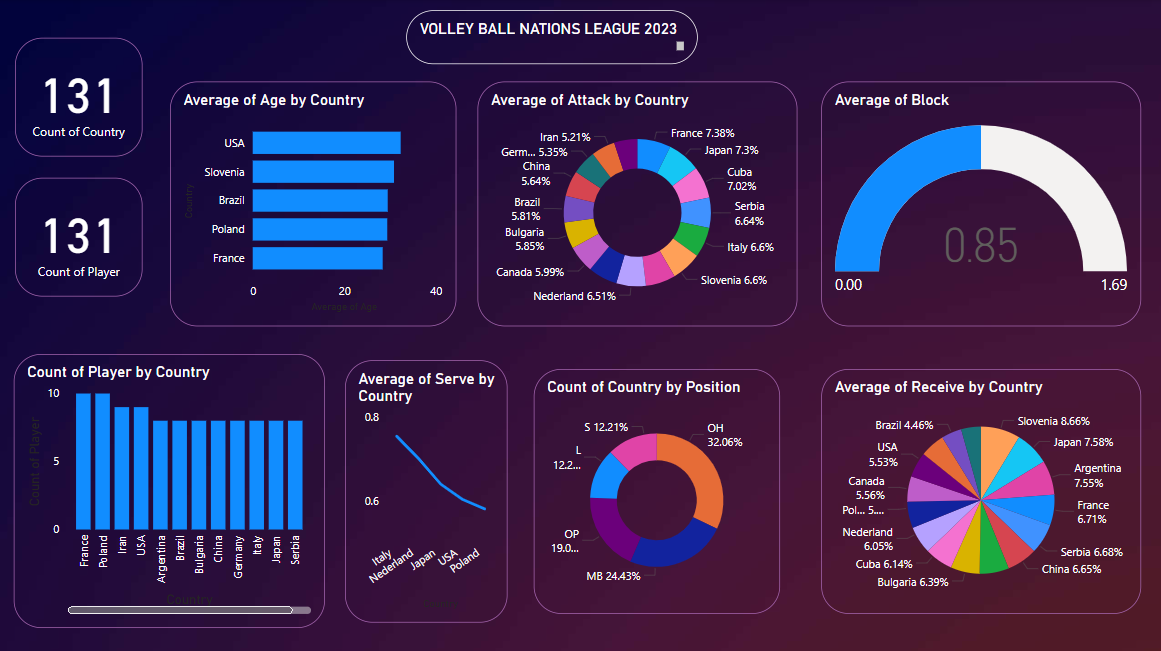 VOLLEY BALL NATIONS LEAGUE 2023
131
Count of Country
131
Count of Player
Average of Age by Country
Country
USA
Slovenia
Brazil
Poland
France
0
20
40
Average of Age
Average of Attack by Country
France 7.38%
Japan 7.3%
Cuba
7.02%
Serbia
6.64%
Italy 6.6%
Slovenia 6.6%
Nederland 6.51%
Canada 5.99%
Bulgaria
5.85%
Brazil
5.81%
China
5.64%
Germ... 5.35%
Iran 5.21%
Average of Block
0.85
0.00
1.69
Count of Player by Country
Count of Player
10
5
0
France
Poland
Iran
USA
Argentina
Brazil
Bulgaria
China
Germany
Italy
Japan
Serbia
Country
Average of Serve by
Country
0.8
0.6
Italy
Nederland
Japan
USA
Poland
Count of Country by Position
OH
32.06%
MB 24.43%
OP
19.0...
L
12.2...
S 12.21%
Average of Receive by Country
Slovenia 8.66%
Japan 7.58%
Argentina
7.55%
France
6.71%
Serbia 6.68%
China 6.65%
Bulgaria 6.39%
Cuba 6.14%
Nederland
6.05%
Pol... 5....
Canada
5.56%
USA
5.53%
Brazil 4.46%